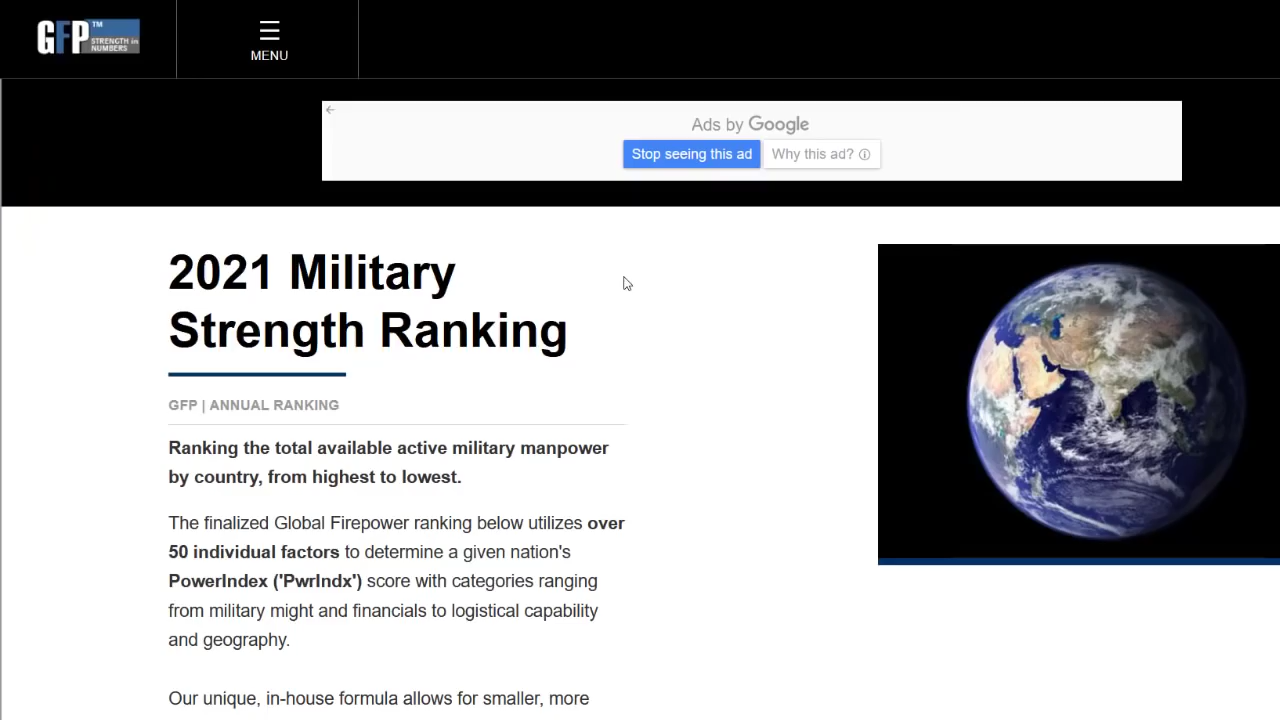 GFP™
STRENGTH in
NUMBERS
MENU
Ads by Google
Stop seeing this ad
Why this ad?
2021 Military
Strength Ranking
GFP | ANNUAL RANKING
Ranking the total available active military manpower
by country, from highest to lowest.
The finalized Global Firepower ranking below utilizes over
50 individual factors to determine a given nation's
PowerIndex ('PwrIndx') score with categories ranging
from military might and financials to logistical capability
and geography.
Our unique, in-house formula allows for smaller, more